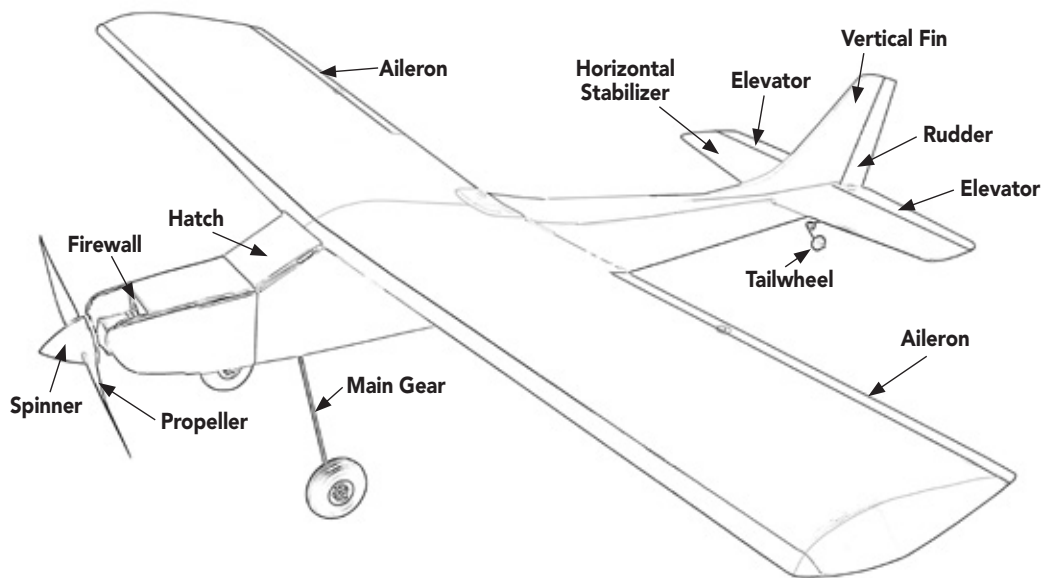 Vertical Fin
Aileron
Horizontal
Stabilizer
Elevator
Rudder
Elevator
Hatch
Firewall
Tailwheel
Aileron
Main Gear
Spinner
Propeller